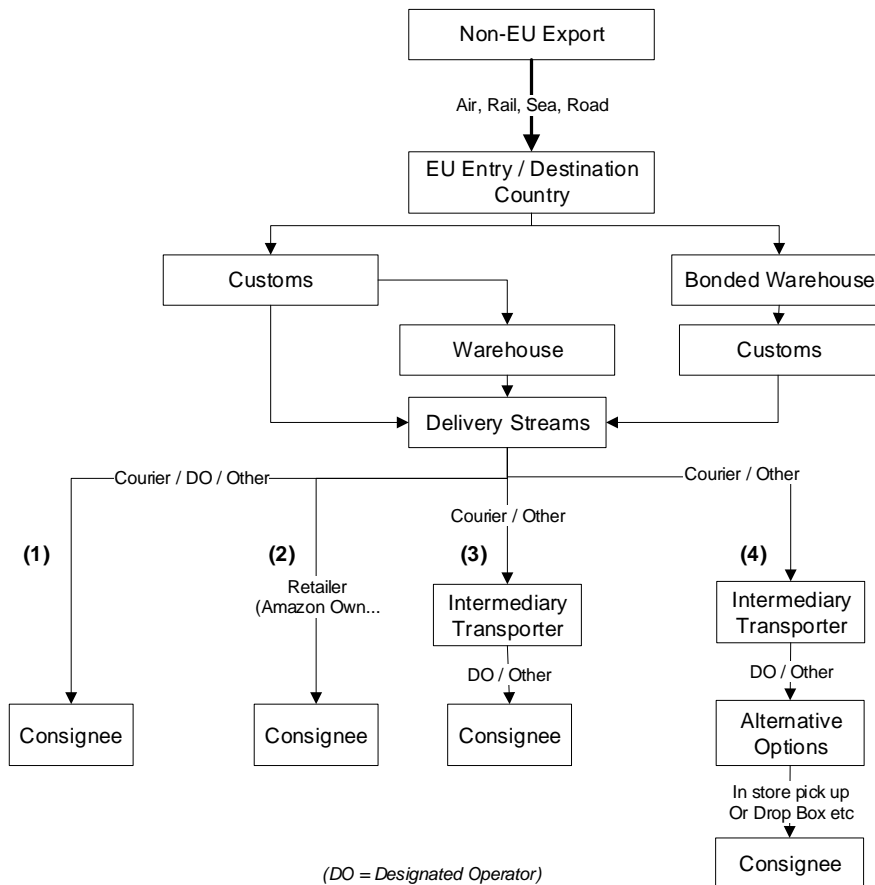 Non-EU Export
Air, Rail, Sea, Road
EU Entry / Destination
Country
Customs
Bonded Warehouse
Warehouse
Customs
Delivery Streams
Courier / DO / Other
Courier / Other
Courier / Other
(1)
(2)
(3)
(4)
Retailer
(Amazon Own...
Intermediary
Transporter
Intermediary
Transporter
DO / Other
DO / Other
Consignee
Consignee
Consignee
Alternative
Options
In store pick up
Or Drop Box etc
Consignee
(DO = Designated Operator)